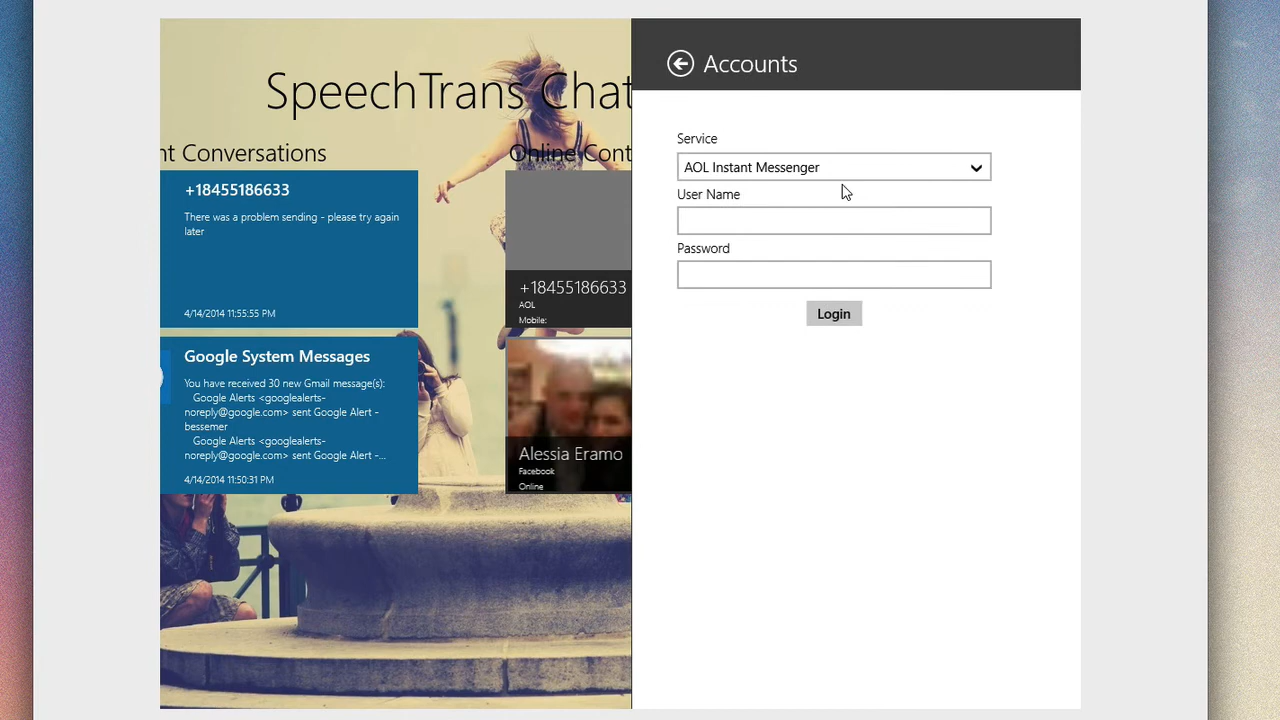 SpeechTrans Chat
nt Conversations
+18455186633
There was a problem sending - please try again
later
4/14/2014 11:55:55 PM
Google System Messages
You have received 30 new Gmail message(s):
Google Alerts <googlealerts-
noreply@google.com> sent Google Alert -
bessemer
Google Alerts <googlealerts-
noreply@google.com> sent Google Alert -...
4/14/2014 11:50:31 PM
Online Cont
+18455186633
AOL
Mobile:
Alessia Eramo
Facebook
Online
Accounts
Service
AOL Instant Messenger
User Name
Password
Login